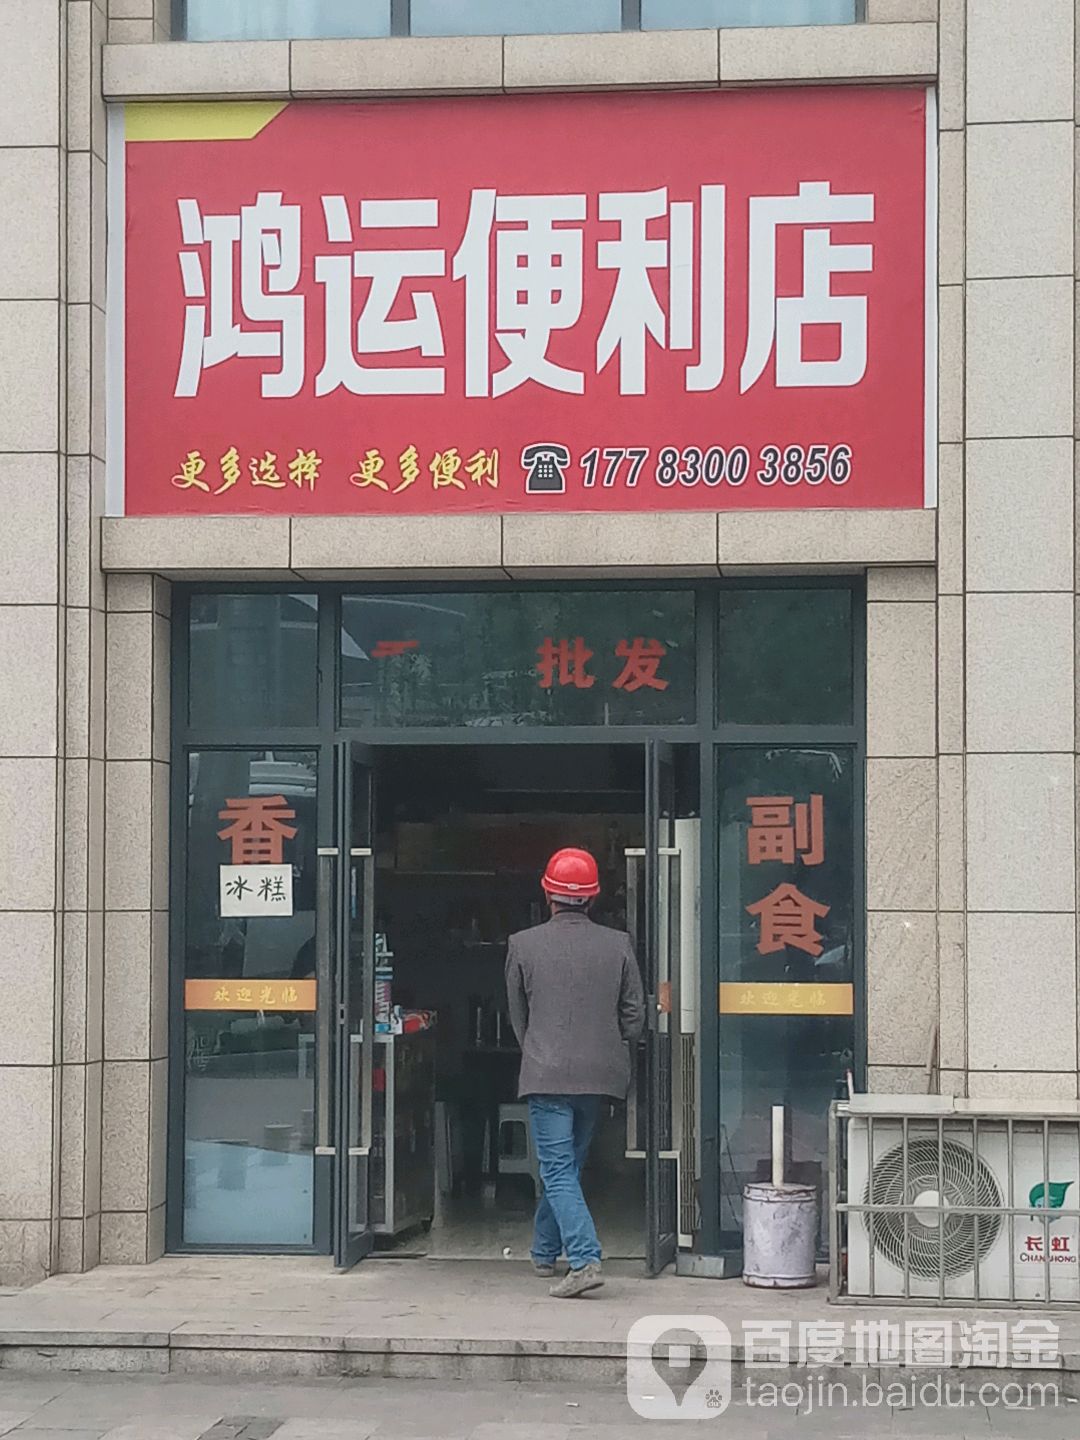 鸿运便利店
更多选择 更多便利 177 8300 3856
批发
香
冰糕
副食
欢迎光临
欢迎光临
长虹
CHANGHONG
百度地图淘金
taojin.baidu.com